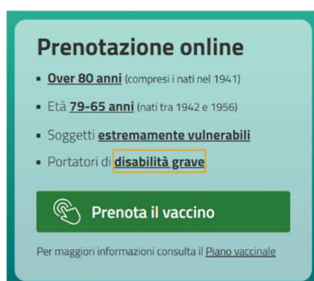 Prenotazione online
Over 80 anni (compresi i nati nel 1941)
Età 79-65 anni (nati tra 1942 e 1956)
Soggetti estremamente vulnerabili
Portatori di disabilità grave
Prenota il vaccino
Per maggiori informazioni consulta il Piano vaccinale